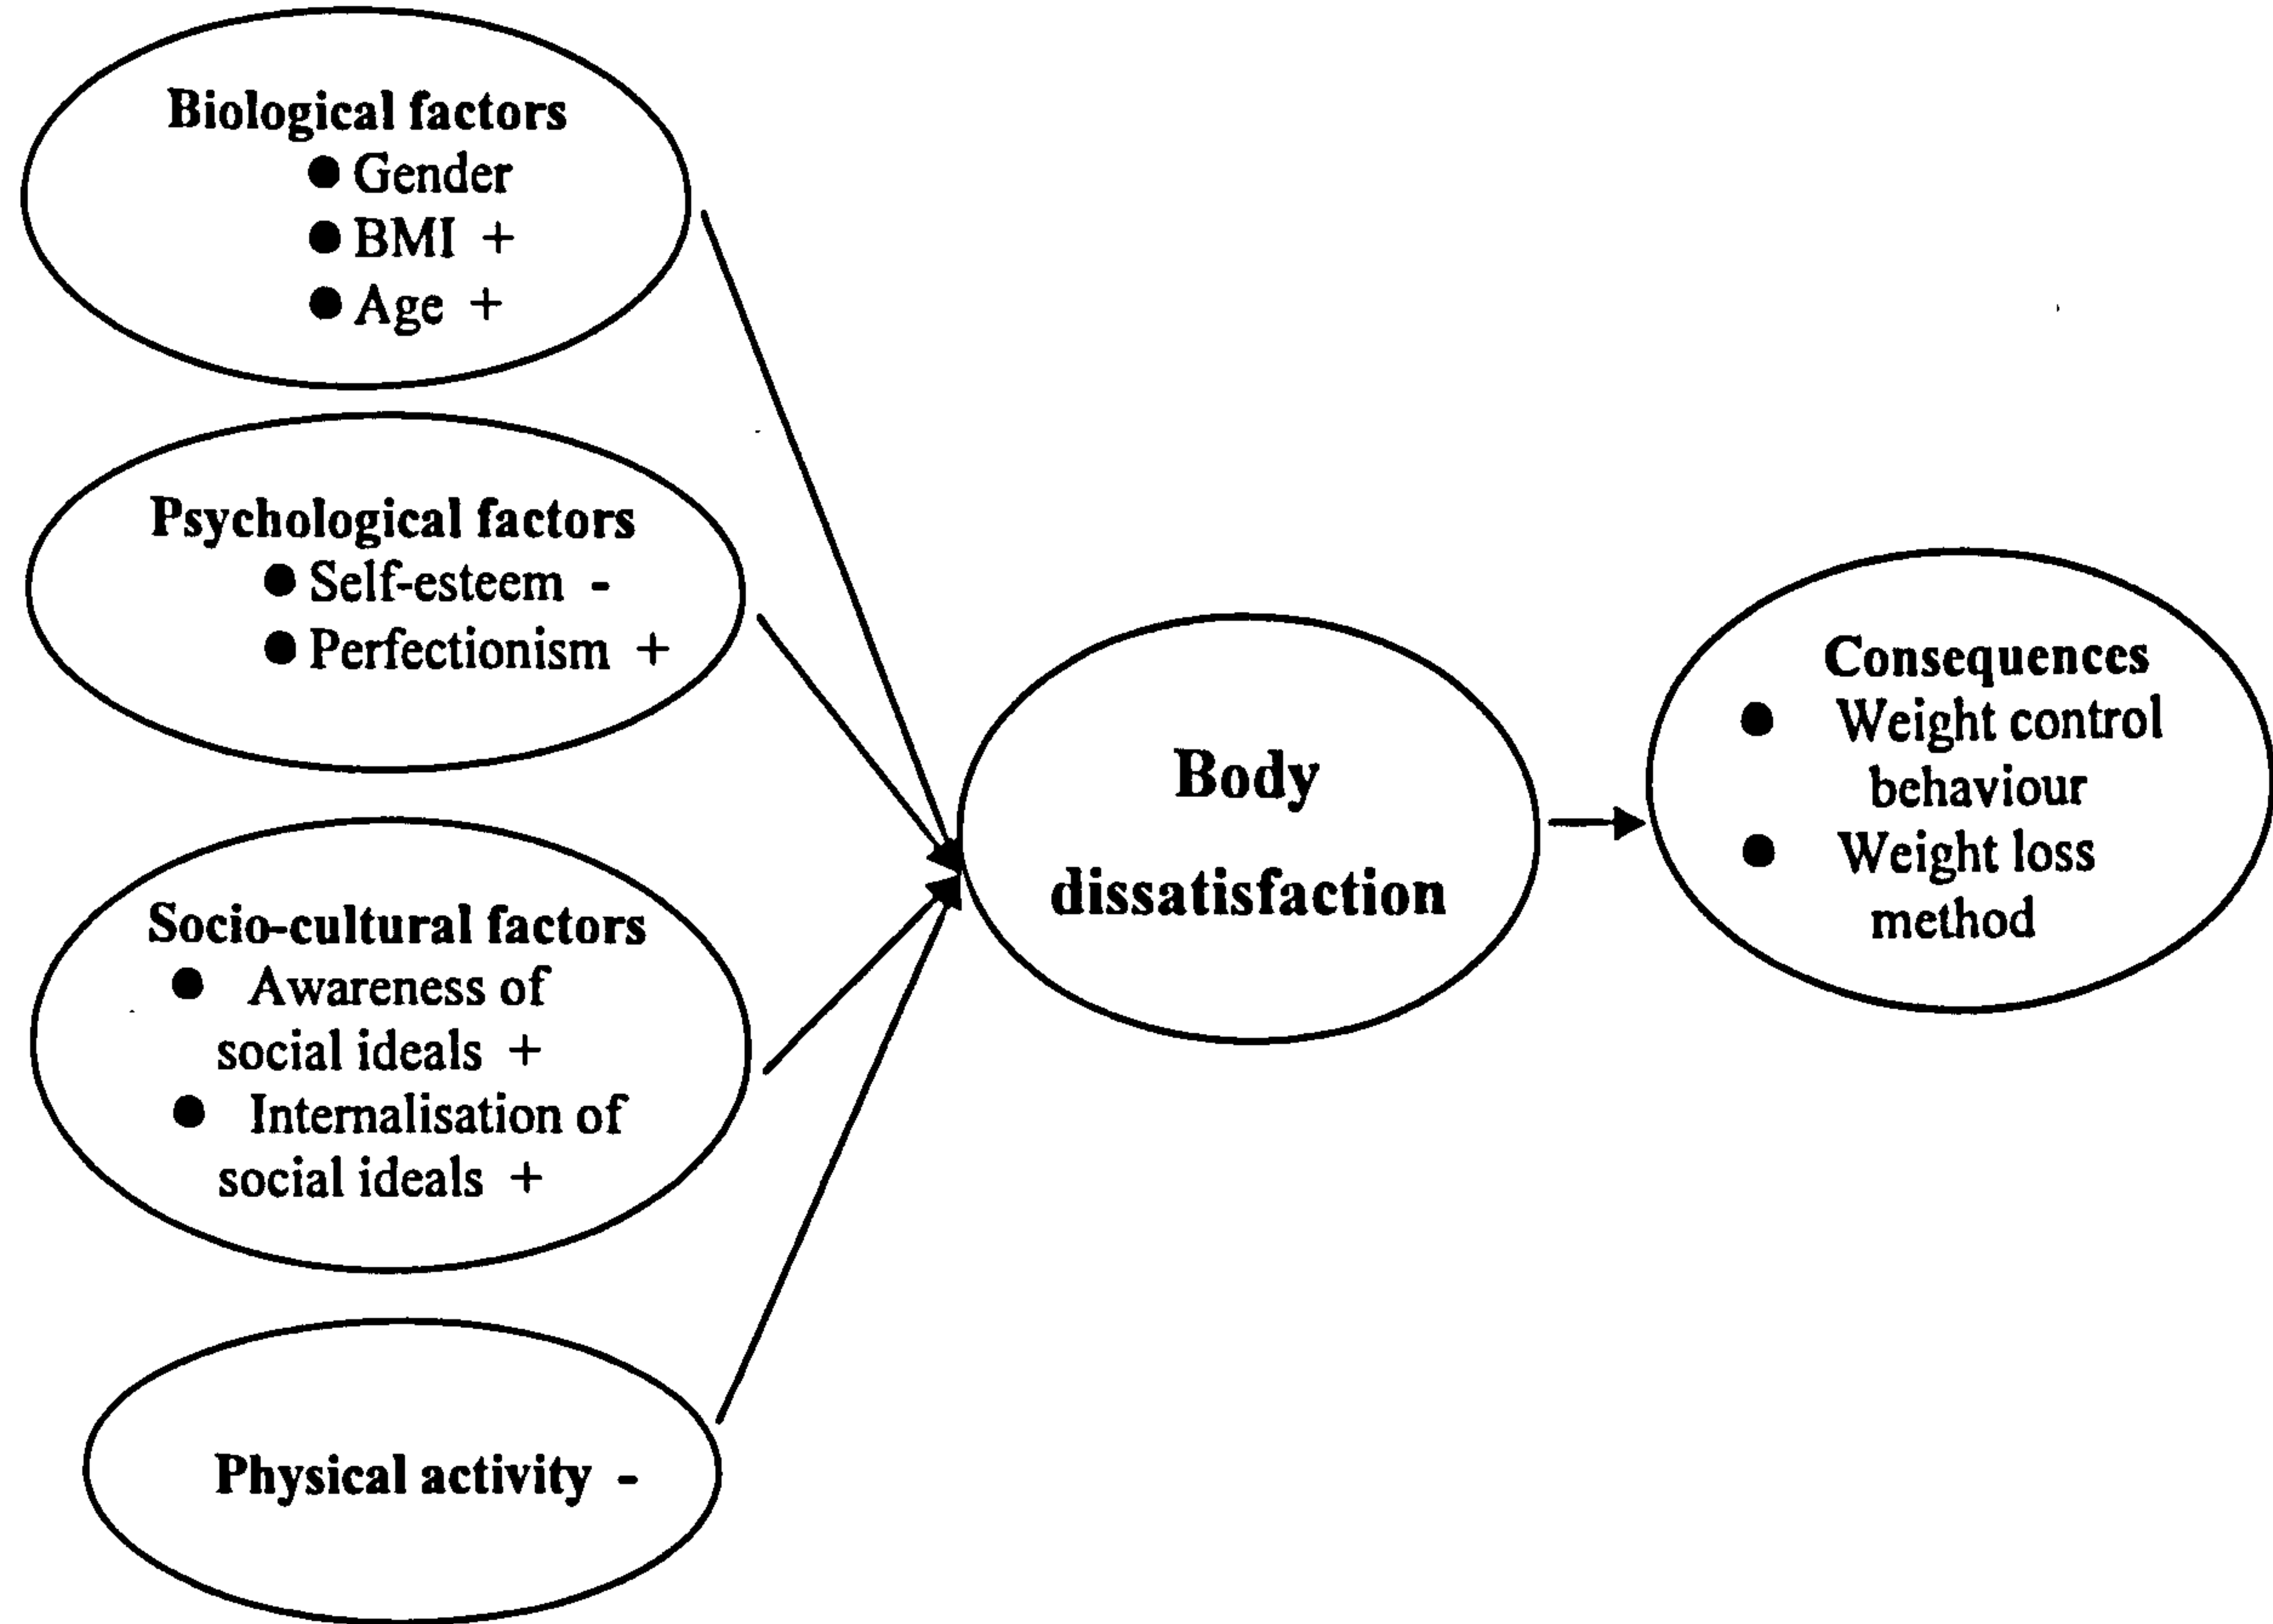 Biological factors
● Gender
● BMI +
● Age +
Psychological factors
● Self-esteem -
● Perfectionism +
Socio-cultural factors
● Awareness of
social ideals +
● Internalisation of
social ideals +
Physical activity -
Body
dissatisfaction
Consequences
● Weight control
behaviour
● Weight loss
method